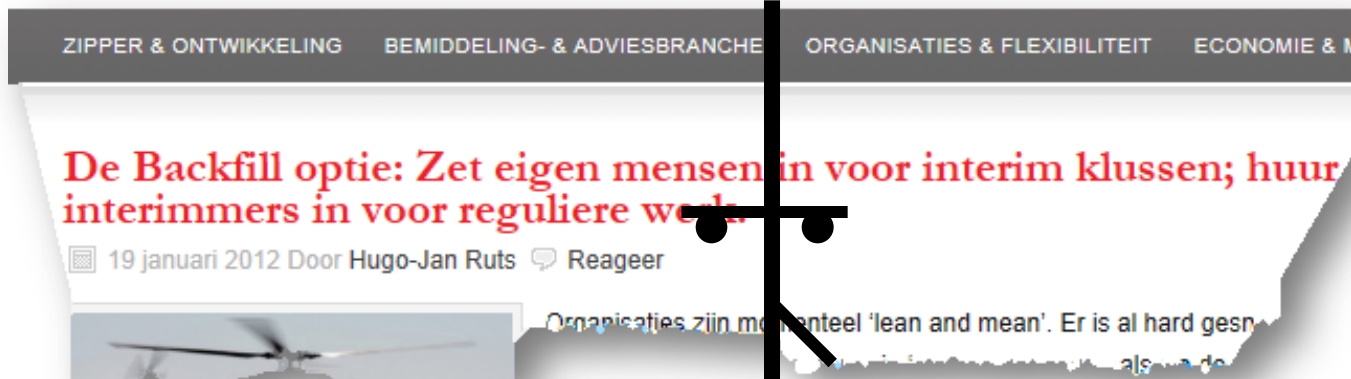 ZIPPER & ONTWIKKELING BEMIDDELING- & ADVIESBRANCHE ORGANISATIES & FLEXIBILITEIT ECONOMIE &
De Backfill optie: Zet eigen mensen in voor interim klussen; huur
interimmers in voor reguliere werk.
19 januari 2012 Door Hugo-Jan Ruts Reageer
Organisaties zijn momenteel ‘lean and mean’. Er is al hard
als